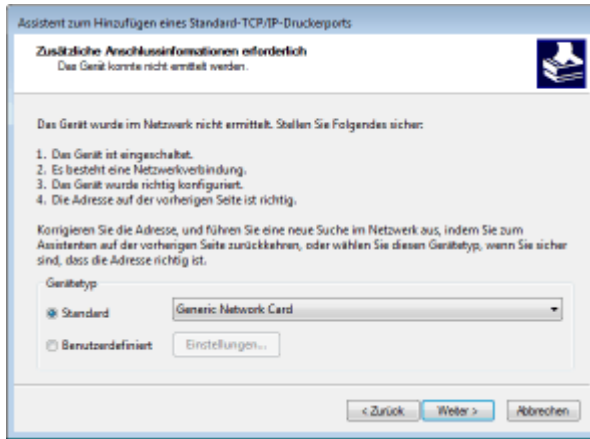 Assistent zum Hinzufügen eines Standard-TCP/IP-Druckerports
Zusätzliche Anschlussinformationen erforderlich
Das Gerät konnte nicht ermittelt werden.
Das Gerät wurde im Netzwerk nicht ermittelt. Stellen Sie Folgendes sicher:
1. Das Gerät ist eingeschaltet.
2. Es besteht eine Netzwerkverbindung.
3. Das Gerät wurde richtig konfiguriert.
4. Die Adresse auf der vorherigen Seite ist richtig.
Korrigieren Sie die Adresse, und führen Sie eine neue Suche im Netzwerk aus, indem Sie zum
Assistenten auf der vorherigen Seite zurückkehren, oder wählen Sie diesen Gerätetyp, wenn Sie sicher
sind, dass die Adresse richtig ist.
Gerätetyp
Standard Generic Network Card
Benutzerdefiniert Einstellungen...
< Zurück Weiter > Abbrechen